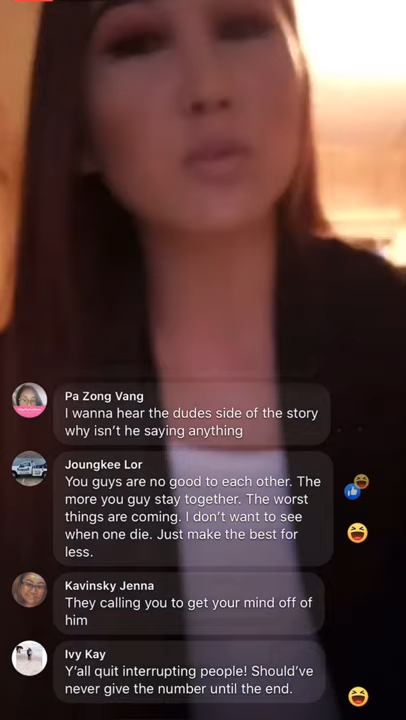 Pa Zong Vang
I wanna hear the dudes side of the story
why isn't he saying anything
Joungkee Lor
You guys are no good to each other. The
more you guy stay together. The worst
things are coming. I don't want to see
when one die. Just make the best for
less.
Kavinsky Jenna
They calling you to get your mind off of
him
Ivy Kay
Y'all quit interrupting people! Should've
never give the number until the end.